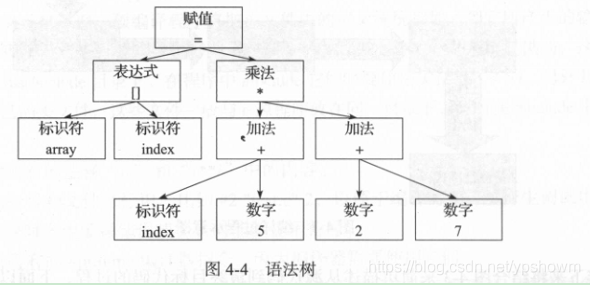 赋值
=
表达式
[]
乘法
*
标识符
array
标识符
index
加法
+
加法
+
标识符
index
数字
5
数字
2
数字
7
图 4-4 语法树
https://blog.csdn.net/ypshowm